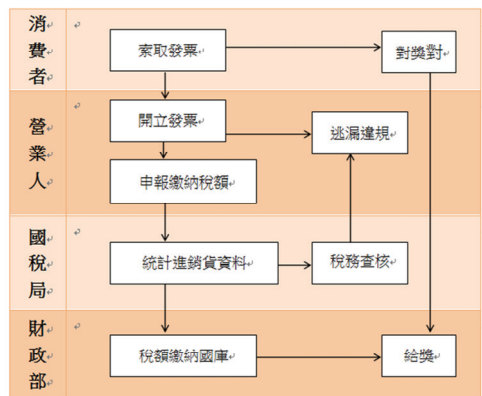 消費者
索取發票
對獎對
營業人
開立發票
逃漏違規
申報繳納稅額
國稅局
統計進銷貨資料
稅務查核
財政部
稅額繳納國庫
給獎